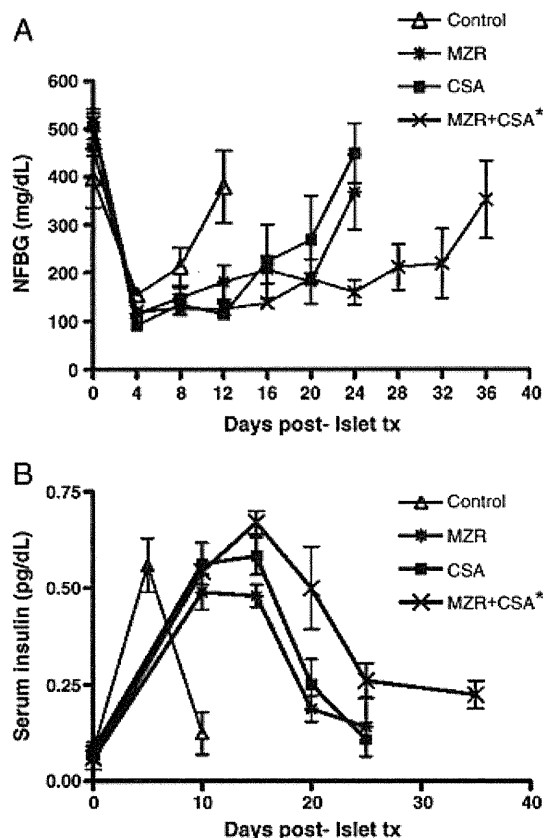 A
Control
MZR
CSA
MZR+CSA*
600
500
400
300
200
100
0
NFBG (mg/dL)
0 4 8 12 16 20 24 28 32 36 40
Days post- Islet tx
B
Control
MZR
CSA
MZR+CSA*
0.75
0.50
0.25
0.00
Serum insulin (pg/dL)
0 10 20 30 40
Days post- Islet tx